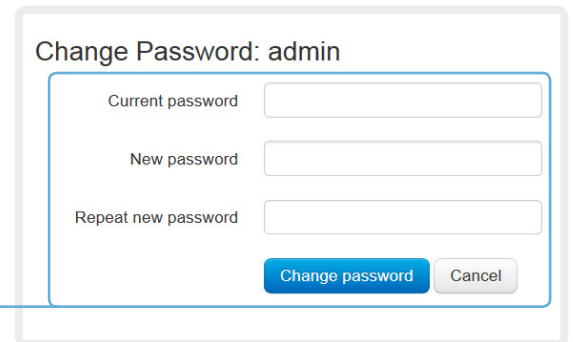 Change Password: admin
Current password
New password
Repeat new password
Change password Cancel